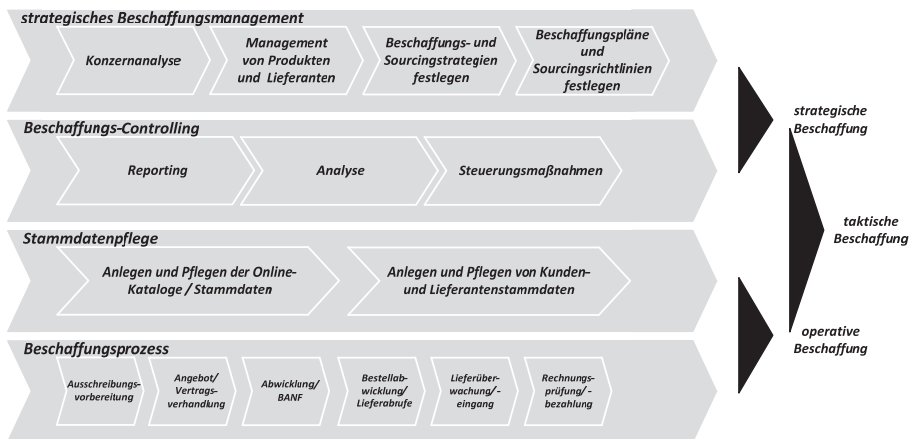 strategisches Beschaffungsmanagement
Konzernanalyse
Management
von Produkten
und Lieferanten
Beschaffungs- und
Sourcingstrategien
festlegen
Beschaffungspläne
und
Sourcingsrichtlinien
festlegen
Beschaffungs-Controlling
Reporting
Analyse
Steuerungsmaßnahmen
Stammdatenpflege
Anlegen und Pflegen der Online-
Kataloge / Stammdaten
Anlegen und Pflegen von Kunden-
und Lieferantenstammdaten
Beschaffungsprozess
Ausschreibungs-
vorbereitung
Angebot/
Vertrags-
verhandlung
Abwicklung/
BANF
Bestellab-
wicklung/
Lieferabrufe
Lieferüber-
wachung/-
eingang
Rechnungs-
prüfung/-
bezahlung
strategische
Beschaffung
taktische
Beschaffung
operative
Beschaffung